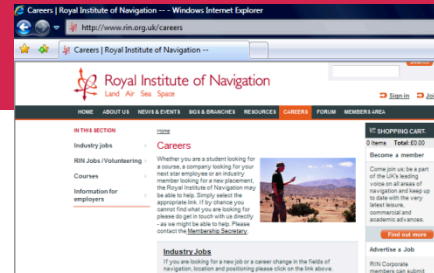 Careers | Royal Institute of Navigation -- - Windows Internet Explorer
http://www.rin.org.uk/careers
Careers | Royal Institute of Navigation --
Royal Institute of Navigation
Land Air Sea Space
Sign in
HOME ABOUT US NEWS & EVENTS SIGS & BRANCHES RESOURCES CAREERS FORUM MEMBERS AREA
IN THIS SECTION
Industry jobs
RIN Jobs / Volunteering
Courses
Information for
employers
Home
Careers
Whether you are a student looking for
a course, a company looking for your
next star employee or an industry
member looking for a new placement
the Royal Institute of Navigation may
be able to help. Simply select the
appropriate link. If by chance you
cannot find what you are looking for
please do get in touch with us directly
- as we might be able to help. Please
contact the Membership Secretary.
Industry Jobs
If you are looking for a new job or a career change in the fields of
navigation, location and positioning please click on the link above.
SHOPPING CART
0 Items Total: £0.00
Become a member
Come join us; be a part
of the UK's leading
voice on all areas of
navigation and keep up
to date with the very
latest leisure,
commercial and
academic advances.
Find out more
Advertise a Job
RIN Corporate
members can submit